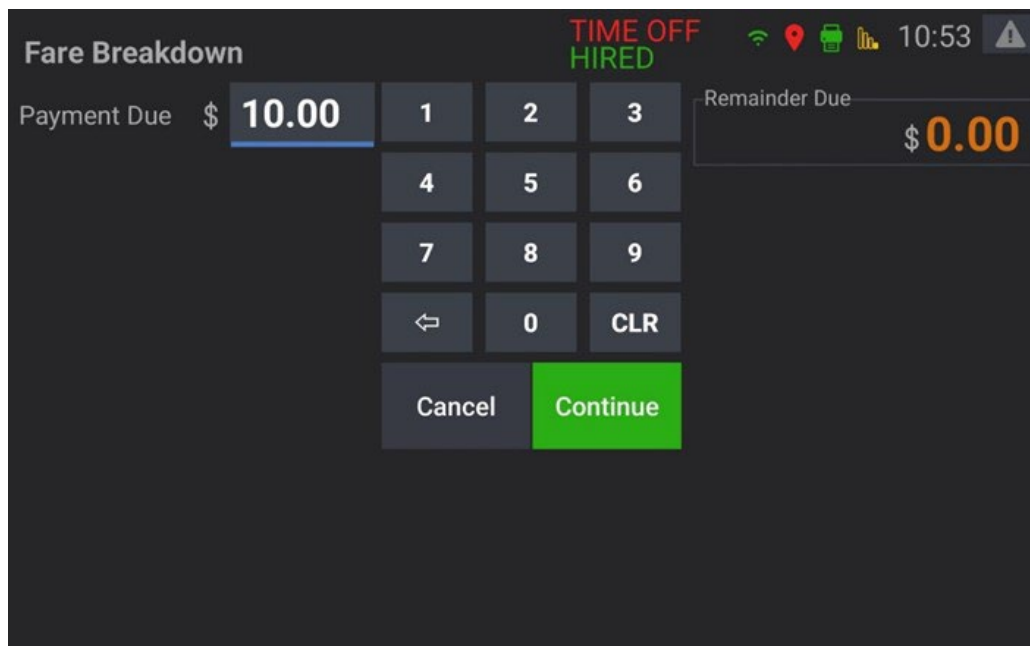 Fare Breakdown
TIME OFF
HIRED
10:53
Payment Due $ 10.00
Remainder Due
$ 0.00
1 2 3
4 5 6
7 8 9
0 CLR
Cancel Continue